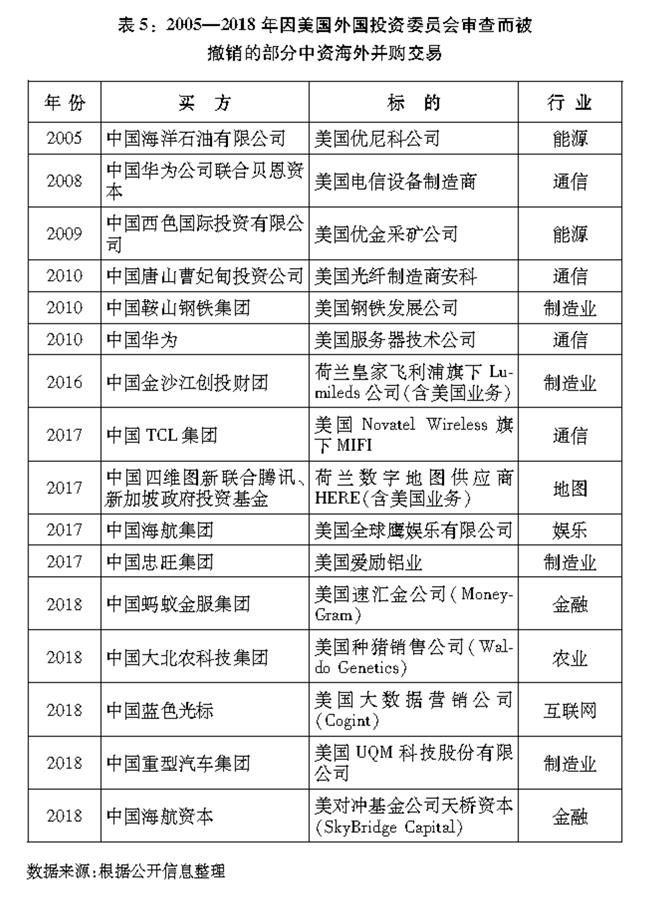 表 5：2005—2018 年因美国外国投资委员会审查而被
撤销的部分中资海外并购交易
年 份 买 方 标 的 行 业
2005 中国海洋石油有限公司 美国优尼科公司 能源
2008 中国华为公司联合贝恩资 美国电信设备制造商 通信
本
2009 中国西色国际投资有限公 美国优金采矿公司 能源
司
2010 中国唐山曹妃甸投资公司 美国光纤制造商安科 通信
2010 中国鞍山钢铁集团 美国钢铁发展公司 制造业
2010 中国华为 美国服务器技术公司 通信
2016 中国金沙江创投财团 荷兰皇家飞利浦旗下 Lu- 制造业
mileds 公司(含美国业务)
2017 中国 TCL 集团 美国 Novatel Wireless 旗 通信
下 MIFI
2017 中国四维图新联合腾讯、 荷兰数字地图供应商 地图
新加坡政府投资基金 HERE(含美国业务)
2017 中国海航集团 美国全球鹰娱乐有限公司 娱乐
2017 中国忠旺集团 美国爱励铝业 制造业
2018 中国蚂蚁金服集团 美国速汇金公司(Money- 金融
Gram)
2018 中国大北农科技集团 美国种猪销售公司(Wal- 农业
do Genetics)
2018 中国蓝色光标 美国大数据营销公司 互联网
(Cogint)
2018 中国重型汽车集团 美国 UQM 科技股份有限 制造业
公司
2018 中国海航资本 美对冲基金公司天桥资本 金融
(SkyBridge Capital)
数据来源:根据公开信息整理